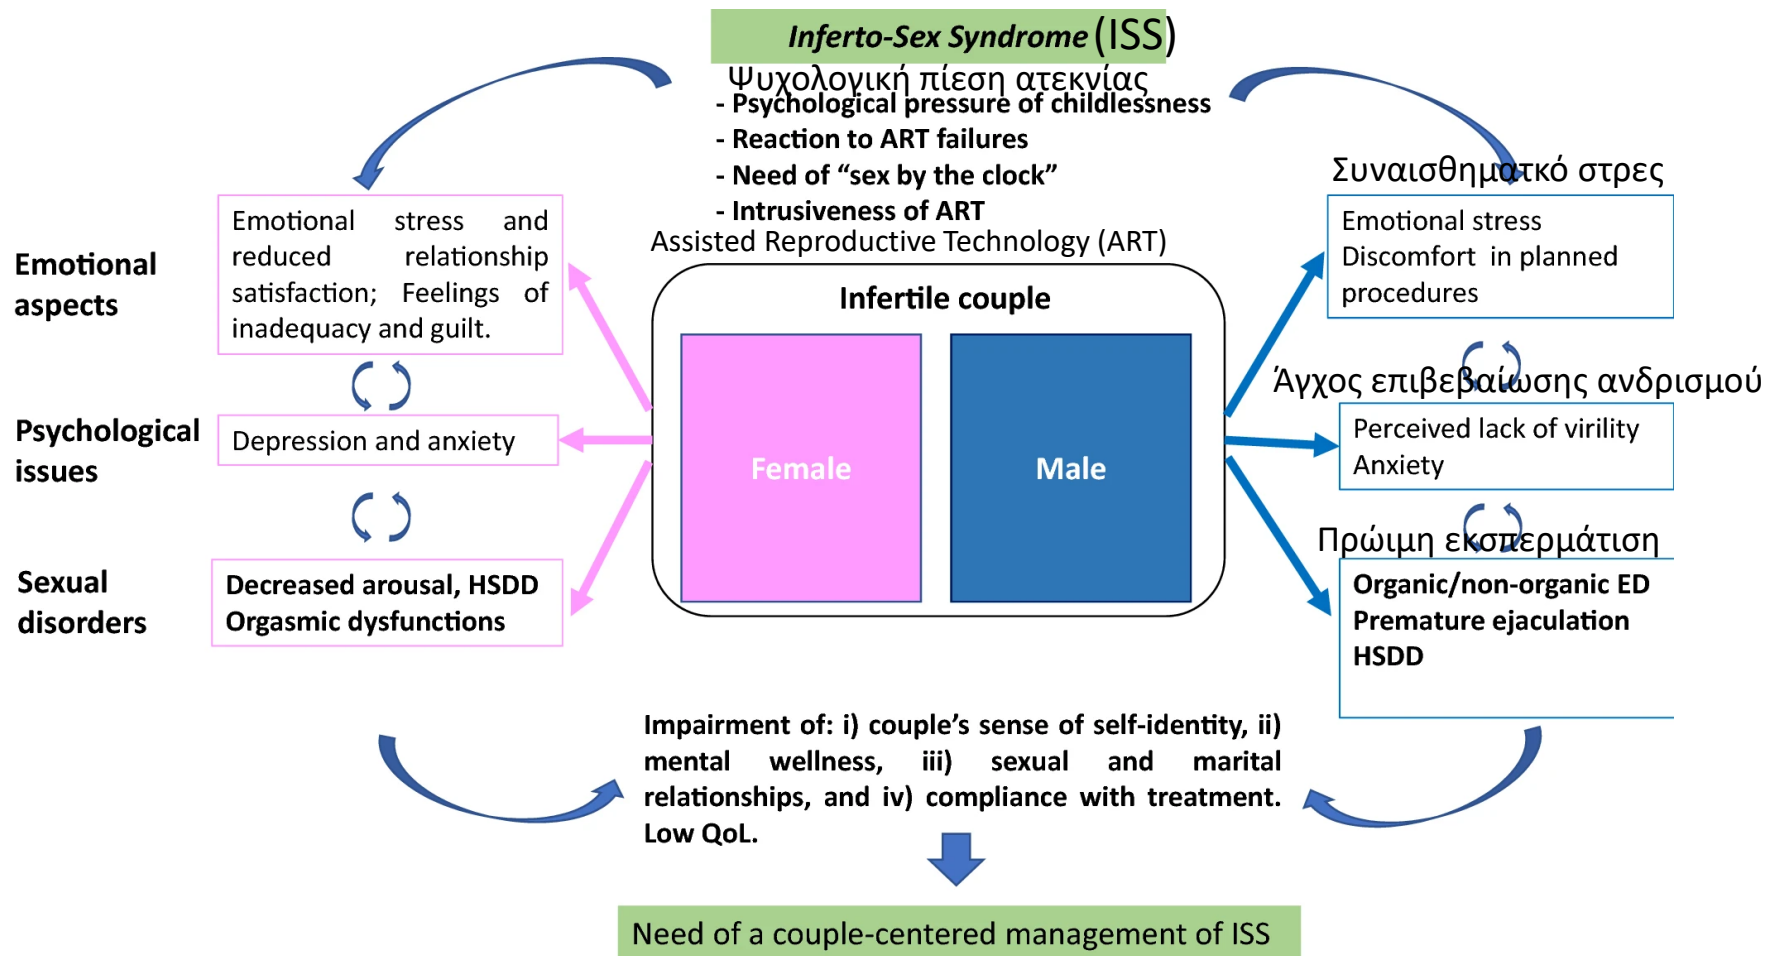 Inferto-Sex Syndrome (ISS)
Ψυχολογική πίεση ατεκνίας
- Psychological pressure of childlessness
- Reaction to ART failures
- Need of “sex by the clock”
- Intrusiveness of ART
Assisted Reproductive Technology (ART)
Emotional
aspects
Emotional stress and
reduced relationship
satisfaction; Feelings of
inadequacy and guilt.
Psychological
issues
Depression and anxiety
Sexual
disorders
Decreased arousal, HSDD
Orgasmic dysfunctions
Infertile couple
Female
Male
Συναισθηματκό στρες
Emotional stress
Discomfort in planned
procedures
Άγχος επιβεβαίωσης ανδρισμού
Perceived lack of virility
Anxiety
Πρώιμη εκσπερμάτιση
Organic/non-organic ED
Premature ejaculation
HSDD
Impairment of: i) couple’s sense of self-identity, ii)
mental wellness, iii) sexual and marital
relationships, and iv) compliance with treatment.
Low QoL.
Need of a couple-centered management of ISS